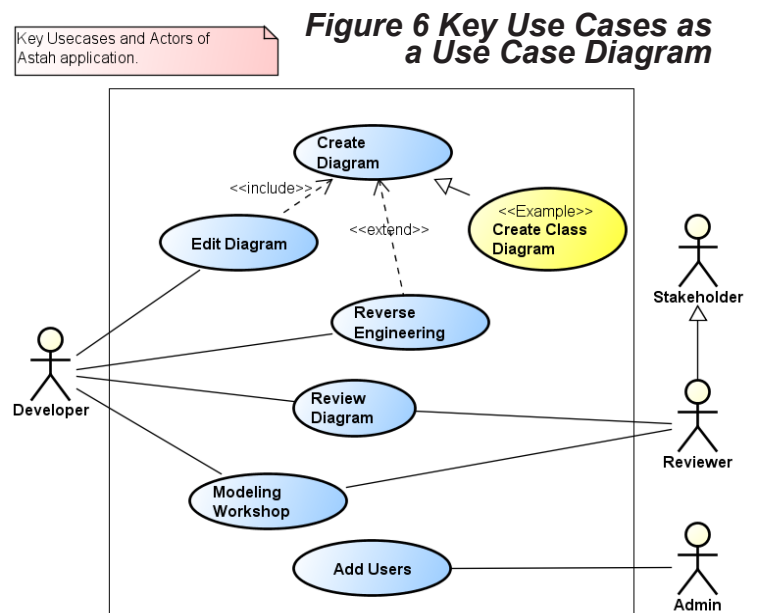 Figure 6 Key Use Cases as
a Use Case Diagram
Key Usecases and Actors of
Astah application.
Create
Diagram
<<include>>
<<Example>>
Create Class
Diagram
<<extend>>
Edit Diagram
Stakeholder
Reverse
Engineering
Developer
Review
Diagram
Reviewer
Modeling
Workshop
Add Users
Admin